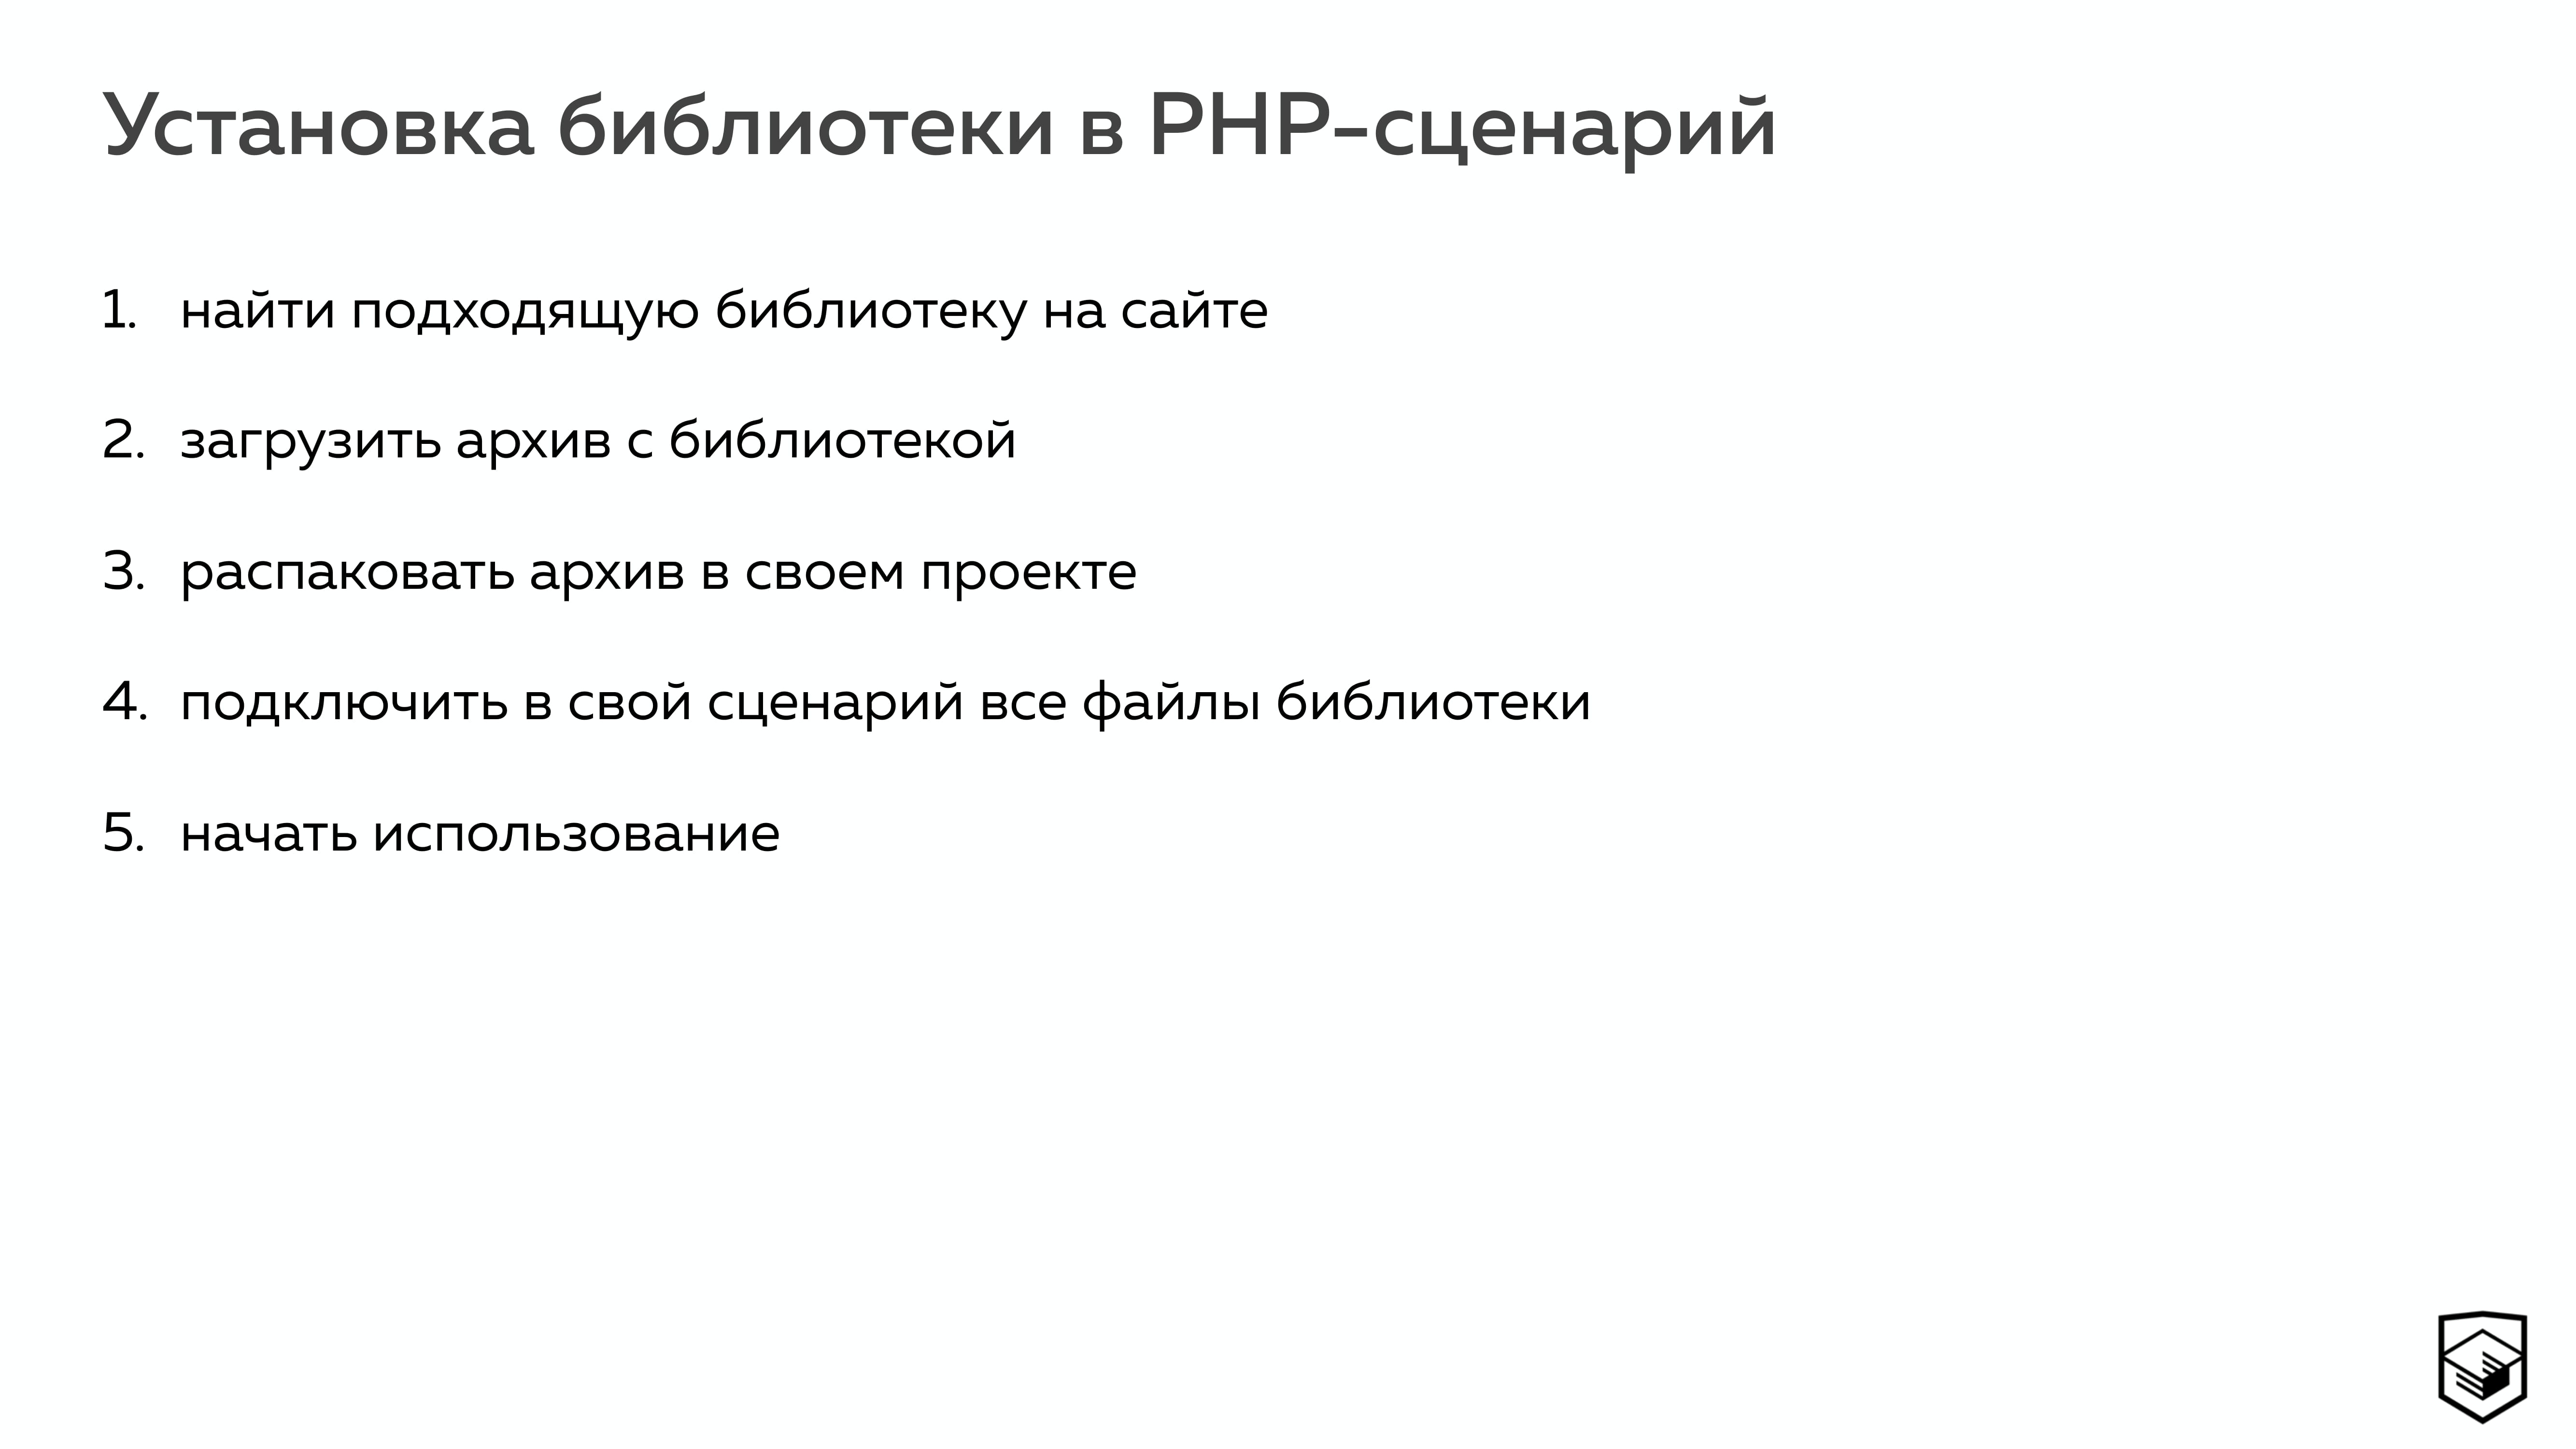 Установка библиотеки в PHP-сценарий
1. найти подходящую библиотеку на сайте
2. загрузить архив с библиотекой
3. распаковать архив в своем проекте
4. подключить в свой сценарий все файлы библиотеки
5. начать использование